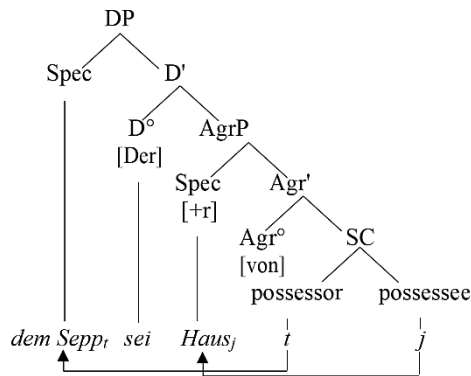 DP
Spec D'
D° AgrP
[Der]
Spec Agr'
[+r]
Agr° SC
[von]
possessor possessee
dem Sepp_t sei Haus_j t j